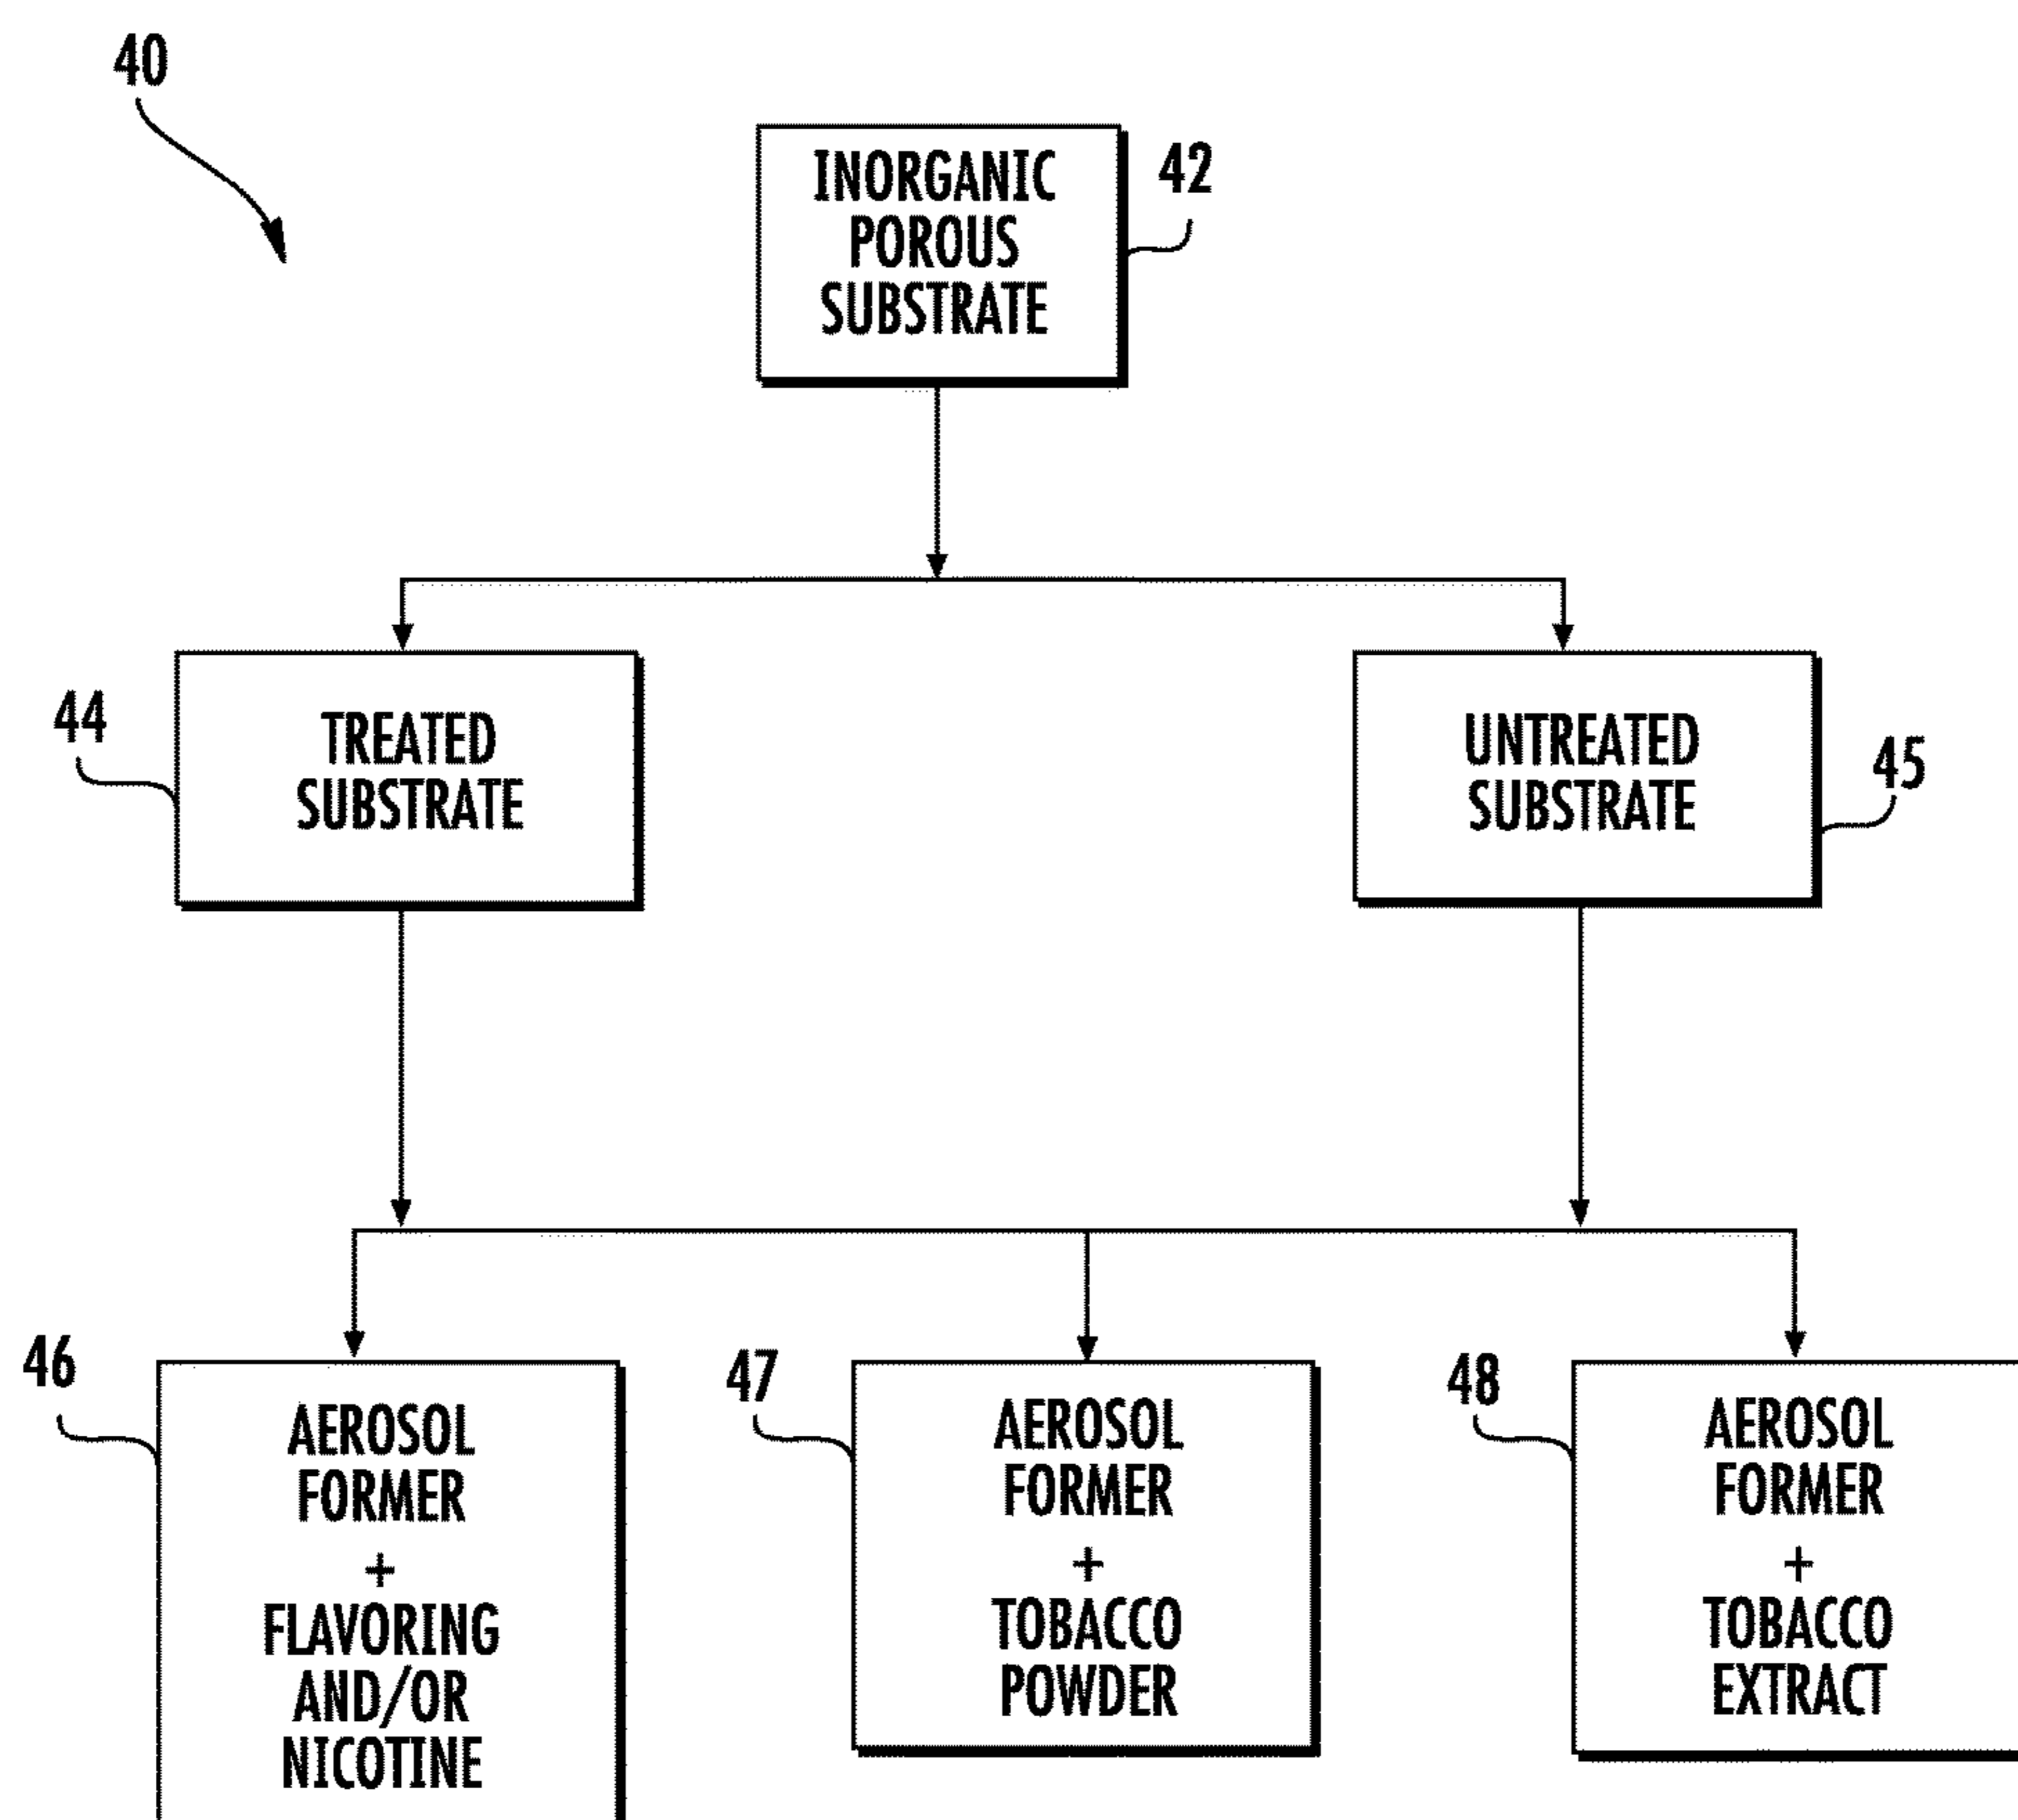 40
INORGANIC
POROUS
SUBSTRATE
42
44
TREATED
SUBSTRATE
UNTREATED
SUBSTRATE
45
46
AEROSOL
FORMER
+
FLAVORING
AND/OR
NICOTINE
47
AEROSOL
FORMER
+
TOBACCO
POWDER
48
AEROSOL
FORMER
+
TOBACCO
EXTRACT